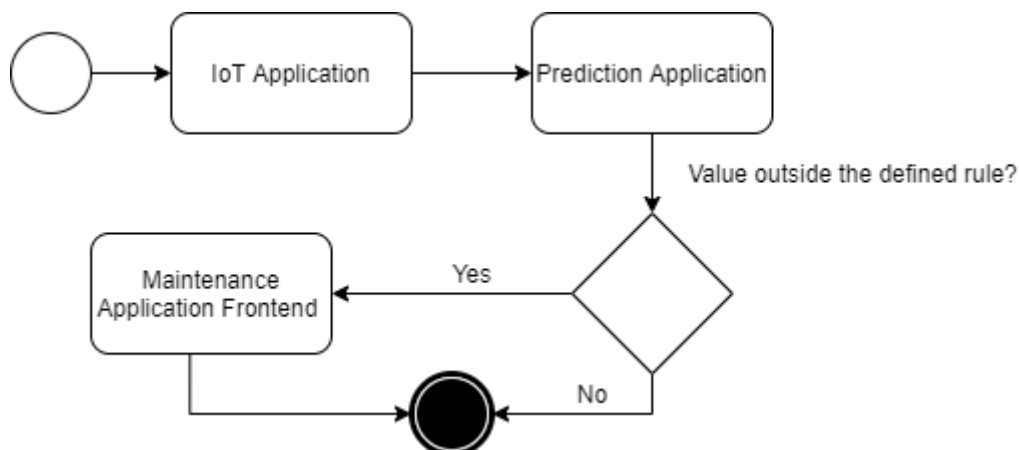 IoT Application
Prediction Application
Value outside the defined rule?
Yes
Maintenance
Application Frontend
No